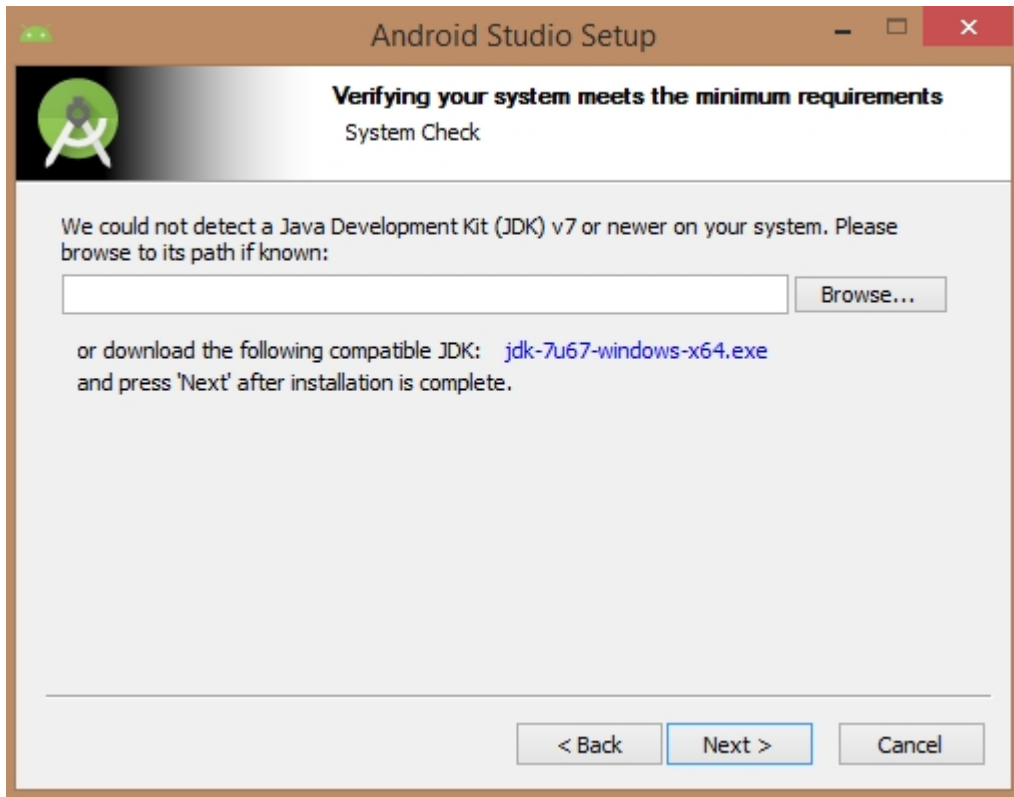 Android Studio Setup
Verifying your system meets the minimum requirements
System Check
We could not detect a Java Development Kit (JDK) v7 or newer on your system. Please
browse to its path if known:
Browse...
or download the following compatible JDK: jdk-7u67-windows-x64.exe
and press 'Next' after installation is complete.
< Back Next > Cancel